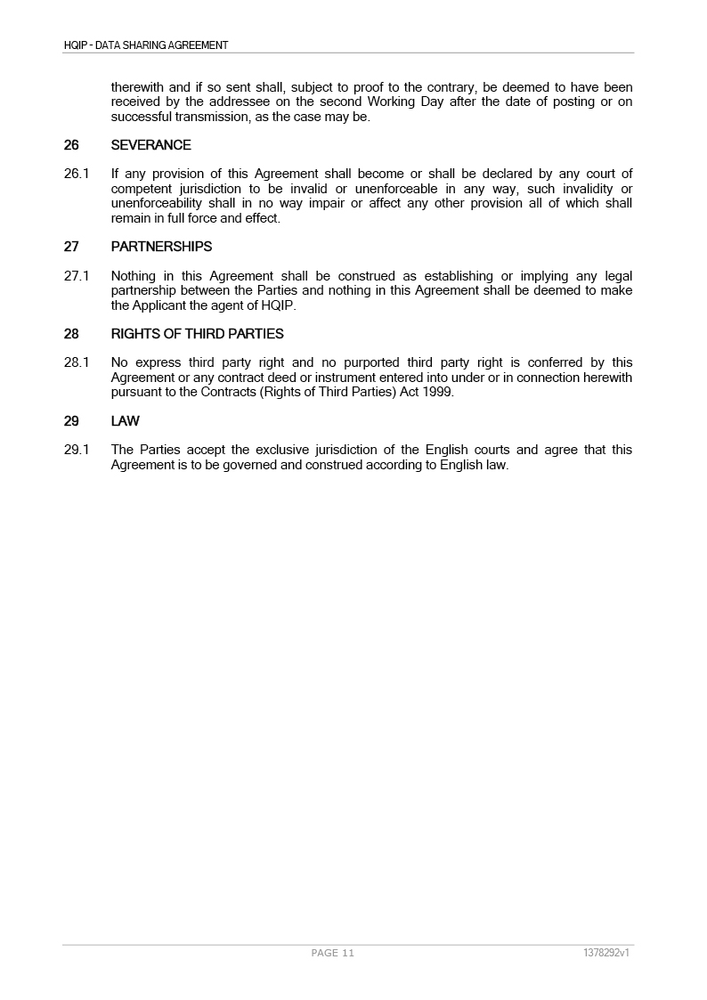 HQIP - DATA SHARING AGREEMENT
therewith and if so sent shall, subject to proof to the contrary, be deemed to have been
received by the addressee on the second Working Day after the date of posting or on
successful transmission, as the case may be.
26 SEVERANCE
26.1 If any provision of this Agreement shall become or shall be declared by any court of
competent jurisdiction to be invalid or unenforceable in any way, such invalidity or
unenforceability shall in no way impair or affect any other provision all of which shall
remain in full force and effect.
27 PARTNERSHIPS
27.1 Nothing in this Agreement shall be construed as establishing or implying any legal
partnership between the Parties and nothing in this Agreement shall be deemed to make
the Applicant the agent of HQIP.
28 RIGHTS OF THIRD PARTIES
28.1 No express third party right and no purported third party right is conferred by this
Agreement or any contract deed or instrument entered into under or in connection herewith
pursuant to the Contracts (Rights of Third Parties) Act 1999.
29 LAW
29.1 The Parties accept the exclusive jurisdiction of the English courts and agree that this
Agreement is to be governed and construed according to English law.
PAGE 11 1378292v1